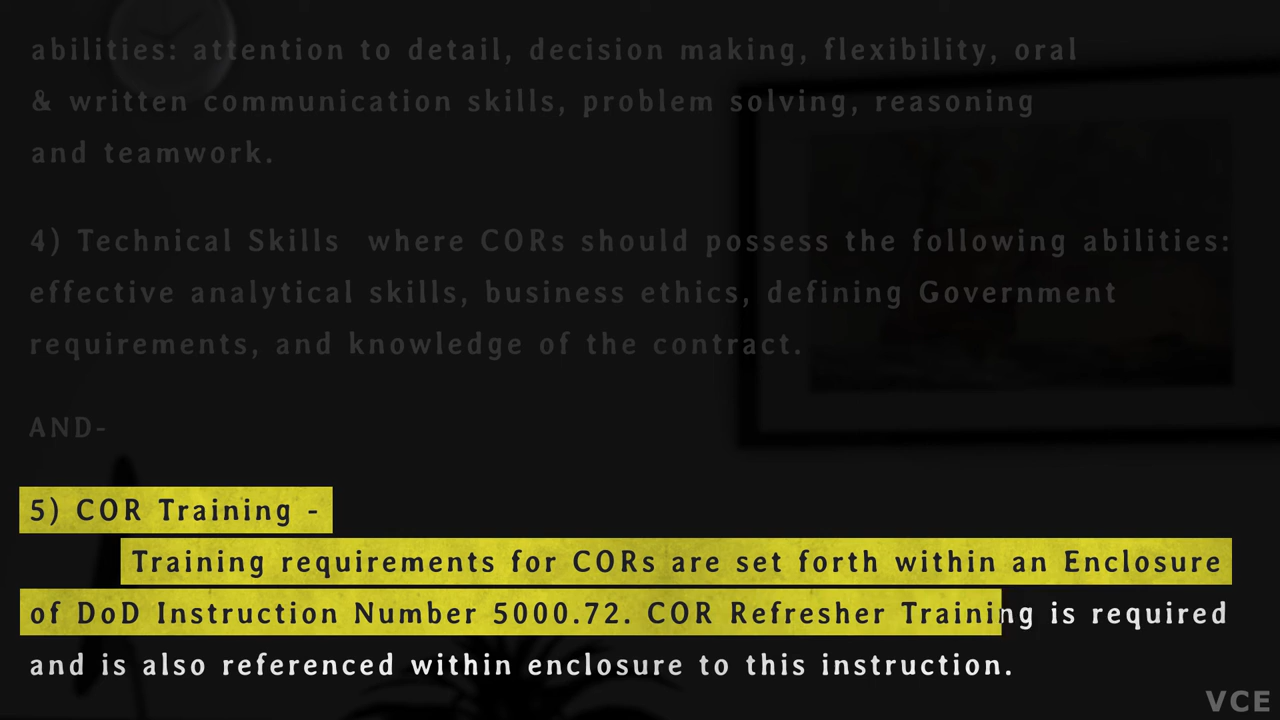 abilities: attention to detail, decision making, flexibility, oral
& written communication skills, problem solving, reasoning
and teamwork.
4) Technical Skills  where CORs should possess the following abilities:
effective analytical skills, business ethics, defining Government
requirements, and knowledge of the contract.
AND-
5) COR Training -
Training requirements for CORs are set forth within an Enclosure
of DoD Instruction Number 5000.72. COR Refresher Training is required
and is also referenced within enclosure to this instruction.
VCE